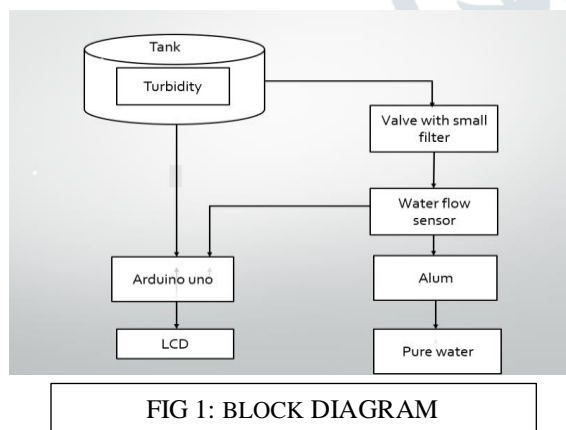 Tank
Turbidity
Valve with small
filter
Water flow
sensor
Arduino uno
Alum
LCD
Pure water
FIG 1: BLOCK DIAGRAM